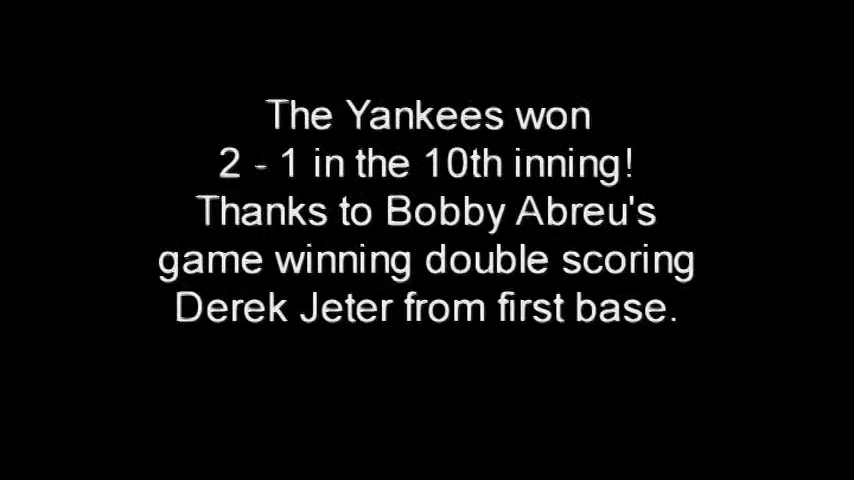 The Yankees won
2 - 1 in the 10th inning!
Thanks to Bobby Abreu's
game winning double scoring
Derek Jeter from first base.